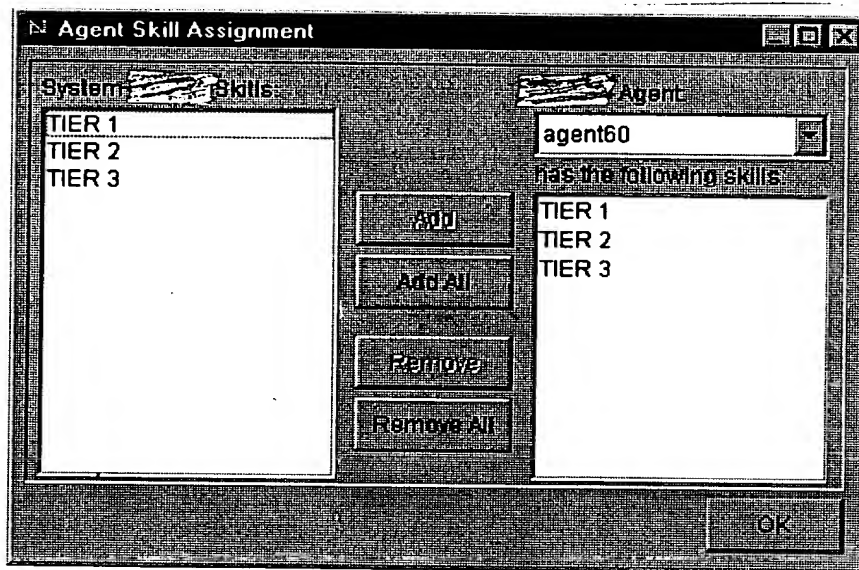 Agent Skill Assignment
System Skills:
TIER 1
TIER 2
TIER 3
Agent
agent60
has the following skills:
TIER 1
TIER 2
TIER 3
Add
Add All
Remove
Remove All
OK